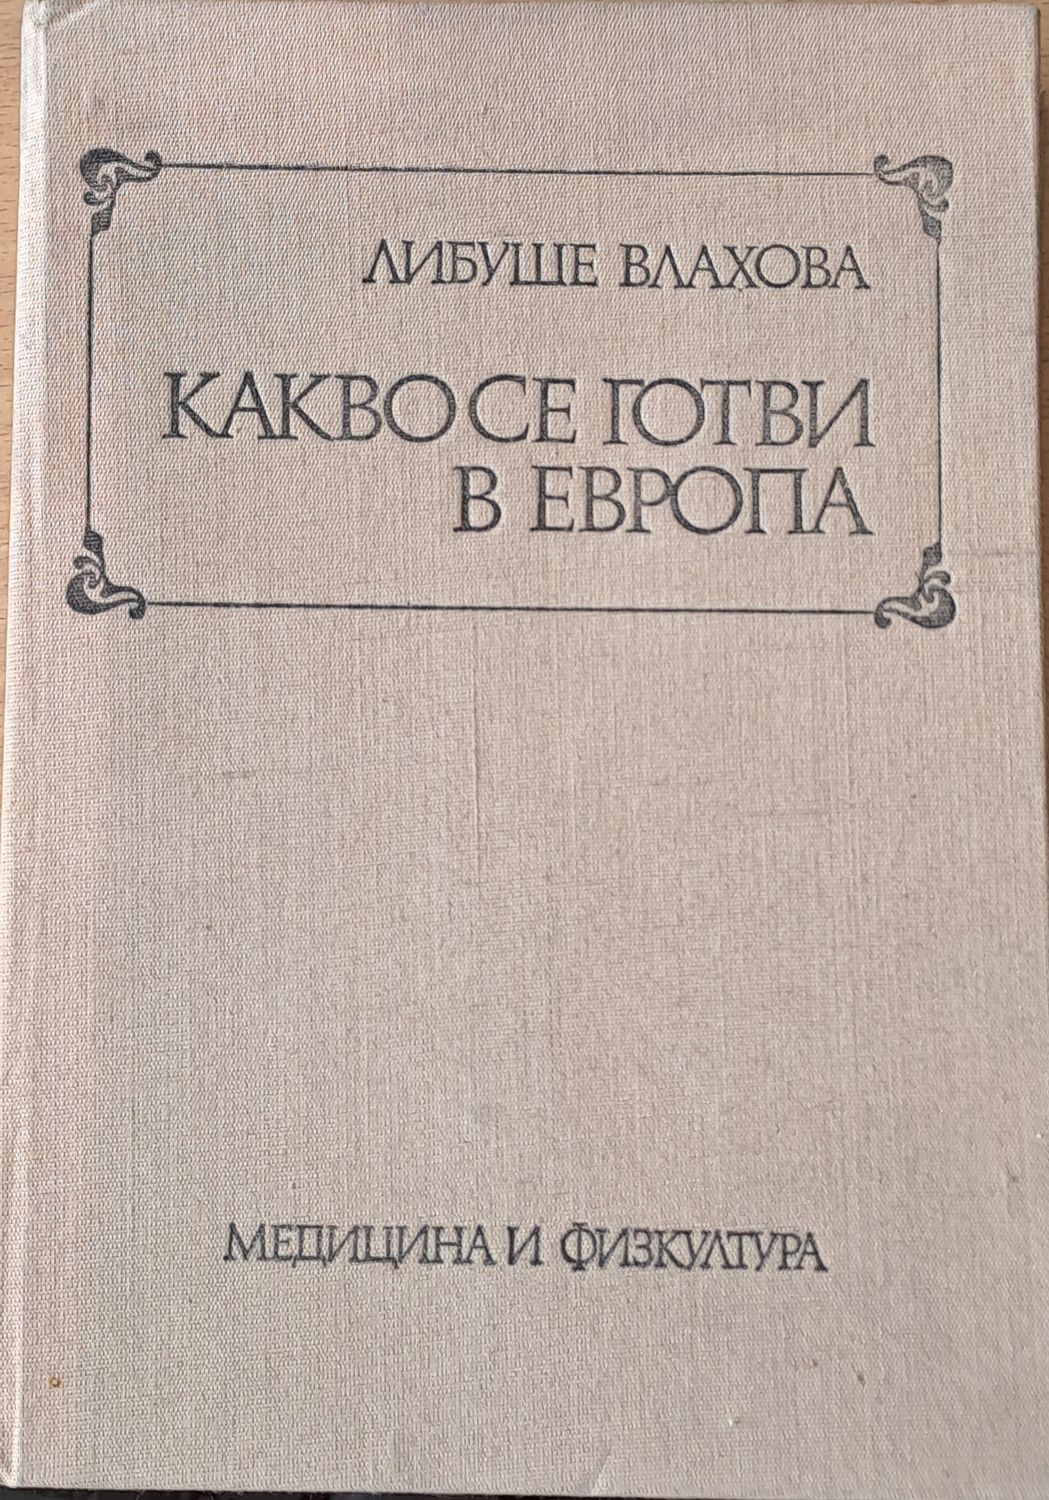 ЛИБУШЕ ВЛАХОВА
КАКВО СЕ ГОТВИ
В ЕВРОПА
МЕДИЦИНА И ФИЗКУЛТУРА